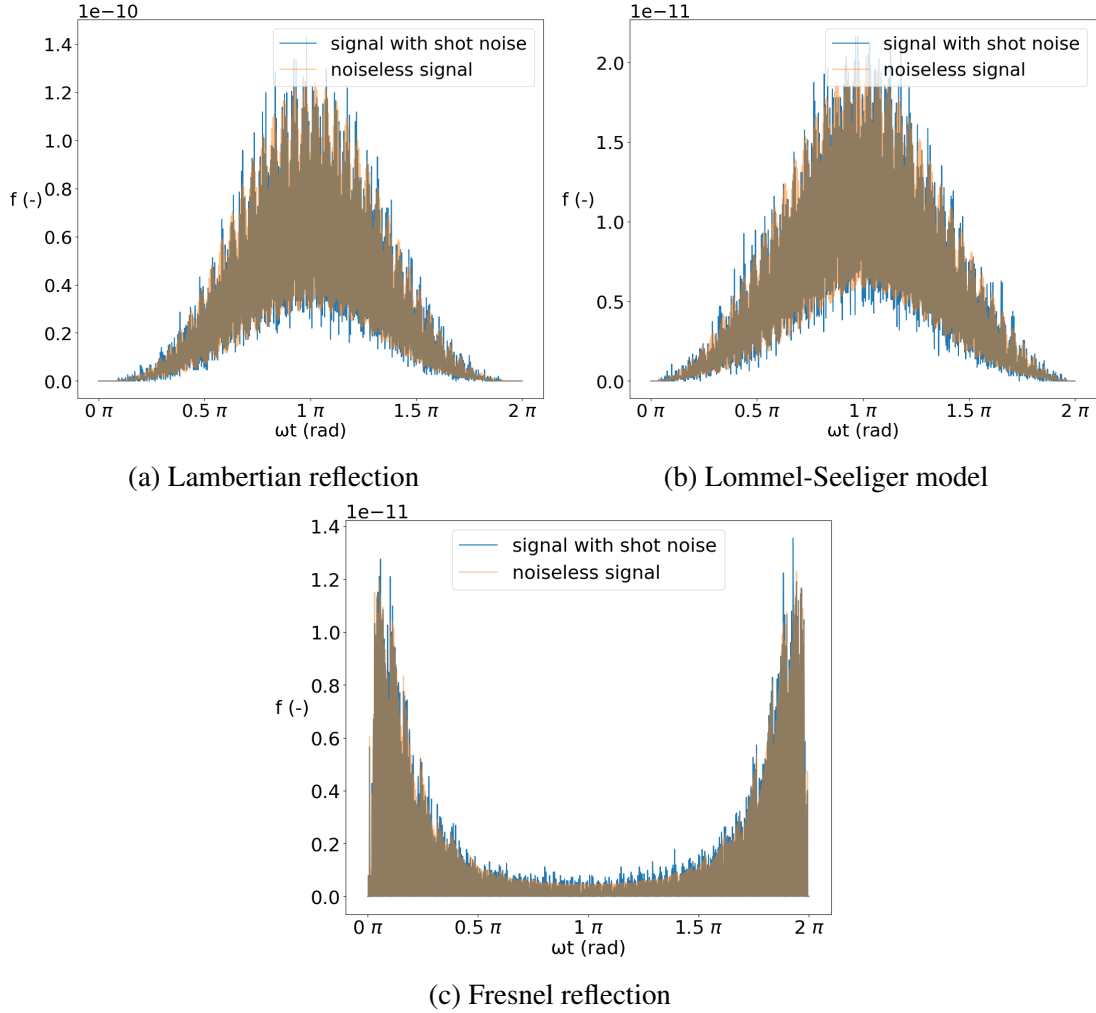 1e−10
signal with shot noise
noiseless signal
1.4
1.2
1.0
0.8
f (-)
0.6
0.4
0.2
0.0
0 π 0.5 π 1 π 1.5 π 2 π
ωt (rad)
(a) Lambertian reflection
1e−11
signal with shot noise
noiseless signal
2.0
1.5
f (-)
1.0
0.5
0.0
0 π 0.5 π 1 π 1.5 π 2 π
ωt (rad)
(b) Lommel-Seeliger model
1e−11
1.4
signal with shot noise
noiseless signal
1.2
1.0
0.8
f (-)
0.6
0.4
0.2
0.0
0 π 0.5 π 1 π 1.5 π 2 π
ωt (rad)
(c) Fresnel reflection